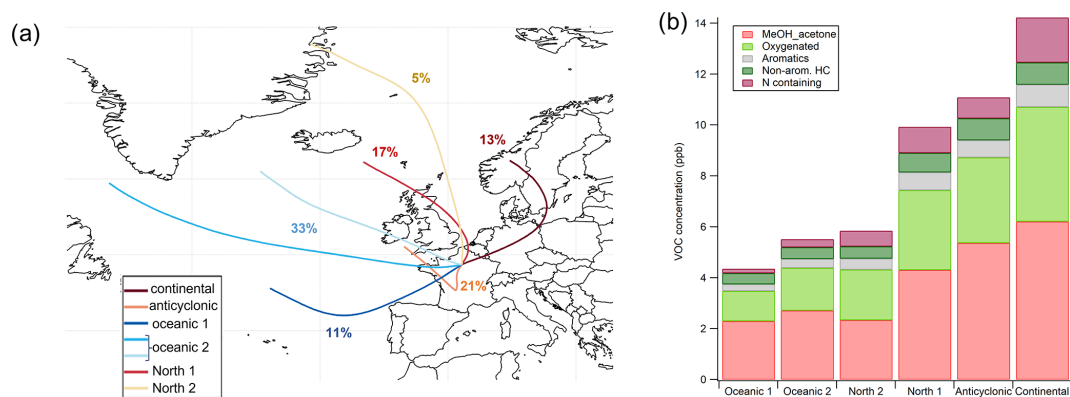 (a)
5%
13%
17%
33%
21%
11%
continental
anticyclonic
oceanic 1
oceanic 2
North 1
North 2
(b)
VOC concentration (ppb)
14
12
10
8
6
4
2
0
MeOH_acetone
Oxygenated
Aromatics
Non-arom. HC
N containing
Oceanic 1 Oceanic 2 North 2 North 1 Anticyclonic Continental